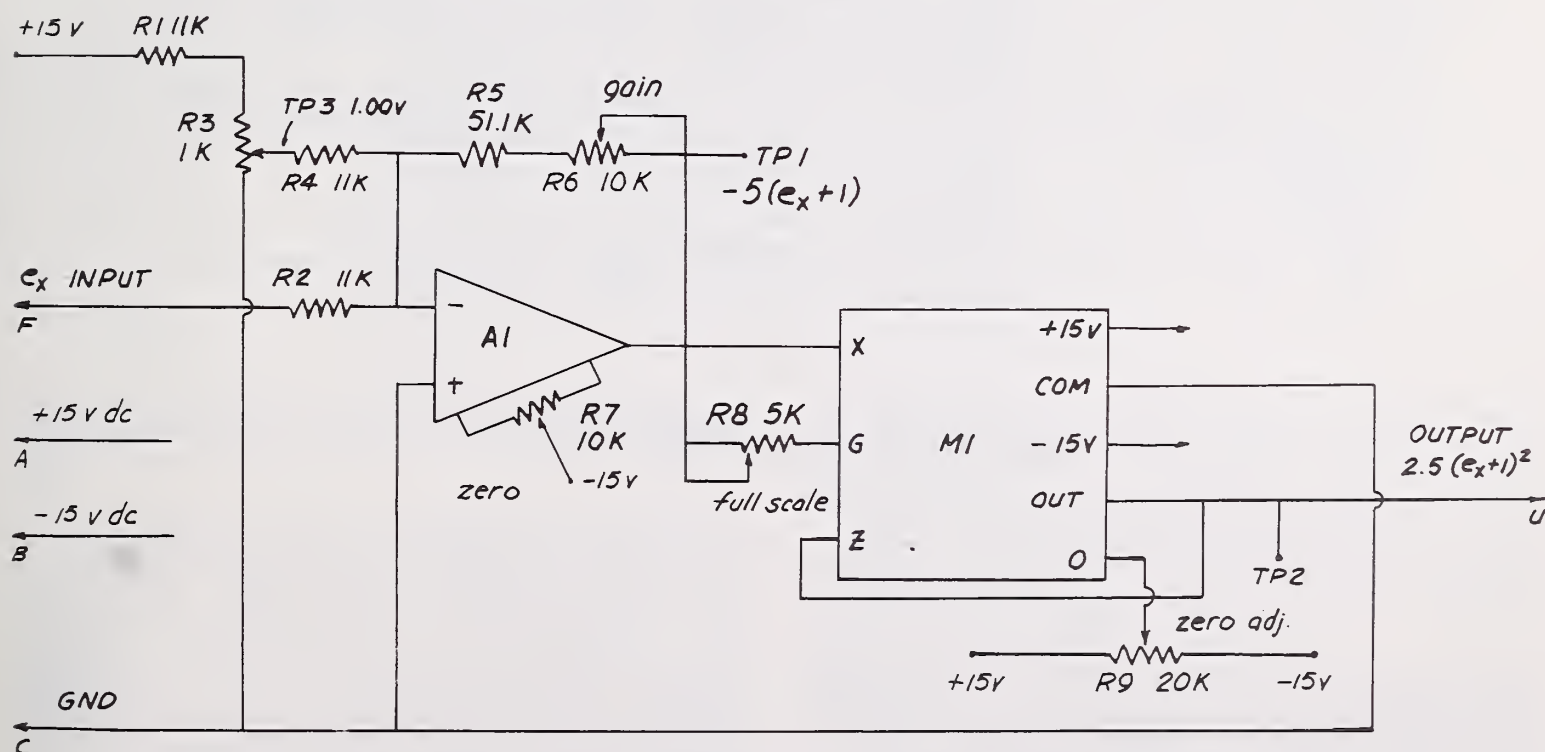 +15 v
R1 11K
R3
1K
TP3 1.00v
R4 11K
R5
51.1K
gain
R6 10K
TP1
-5(eₓ+1)
eₓ INPUT
F
R2 11K
-
A1
+
R7
10K
-15v
zero
+15 v dc
A
-15 v dc
B
R8 5K
full scale
X
G
Z
M1
+15v
COM
-15v
OUT
O
OUTPUT
2.5(eₓ+1)²
U
TP2
zero adj.
+15v
R9 20K
-15v
GND
C